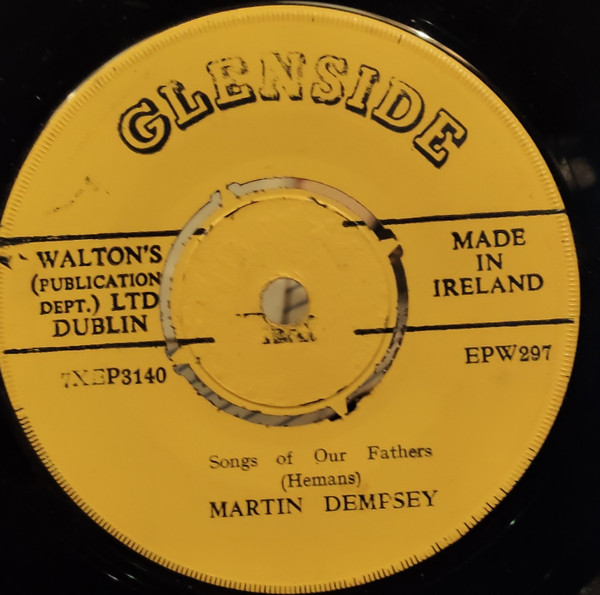 GLENSIDE
WALTON'S
(PUBLICATION
DEPT.) LTD
DUBLIN
MADE
IN
IRELAND
7XEP3140
EPW297
Songs of Our Fathers
(Hemans)
MARTIN DEMPSEY